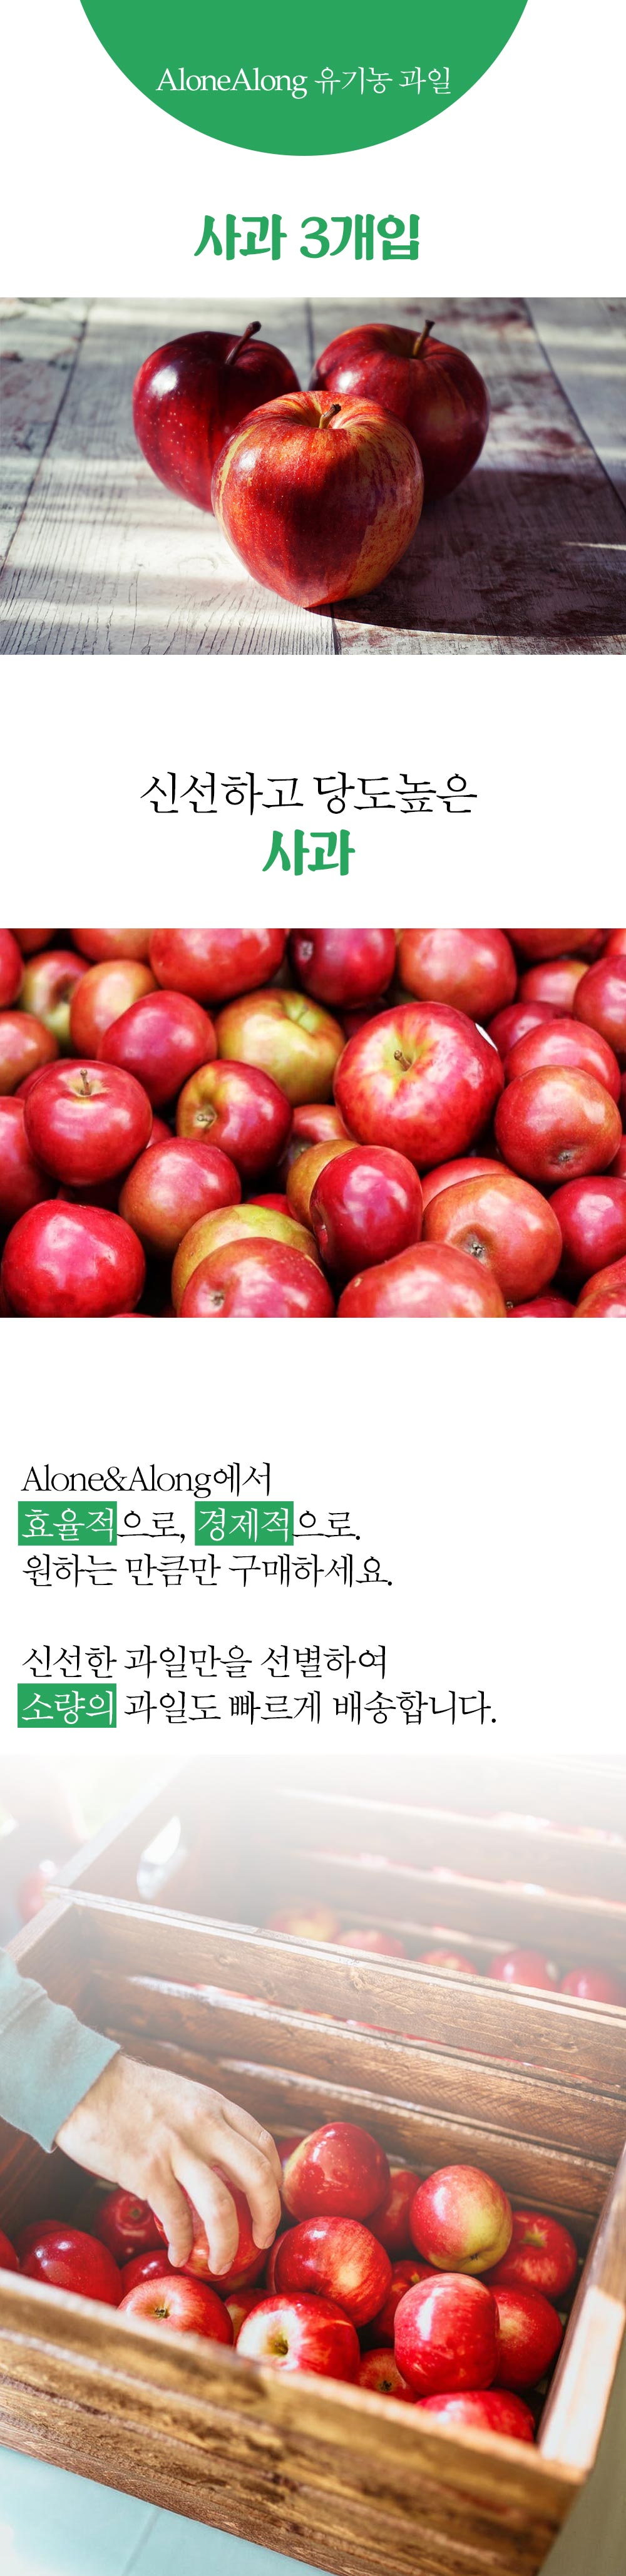 AloneAlong 유기농 과일
사과 3개입
신선하고 당도높은
사과
Alone&Along에서
효율적으로, 경제적으로.
원하는 만큼만 구매하세요.
신선한 과일만을 선별하여
소량의 과일도 빠르게 배송합니다.